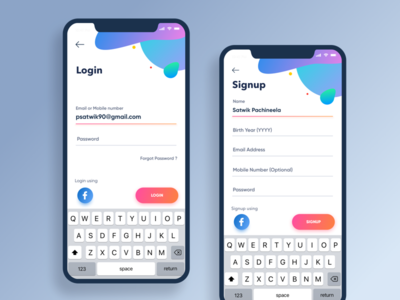 Login
Email or Mobile number
psatwik90@gmail.com
Password
Forgot Password ?
Login using
f
LOGIN
Q W E R T Y U I O P
A S D F G H J K L
Z X C V B N M
123 space return
Signup
Name
Satwik Pachineela
Birth Year (YYYY)
Email Address
Mobile Number (Optional)
Password
Signup using
f
SIGNUP
Q W E R T Y U I O P
A S D F G H J K L
Z X C V B N M
123 space return